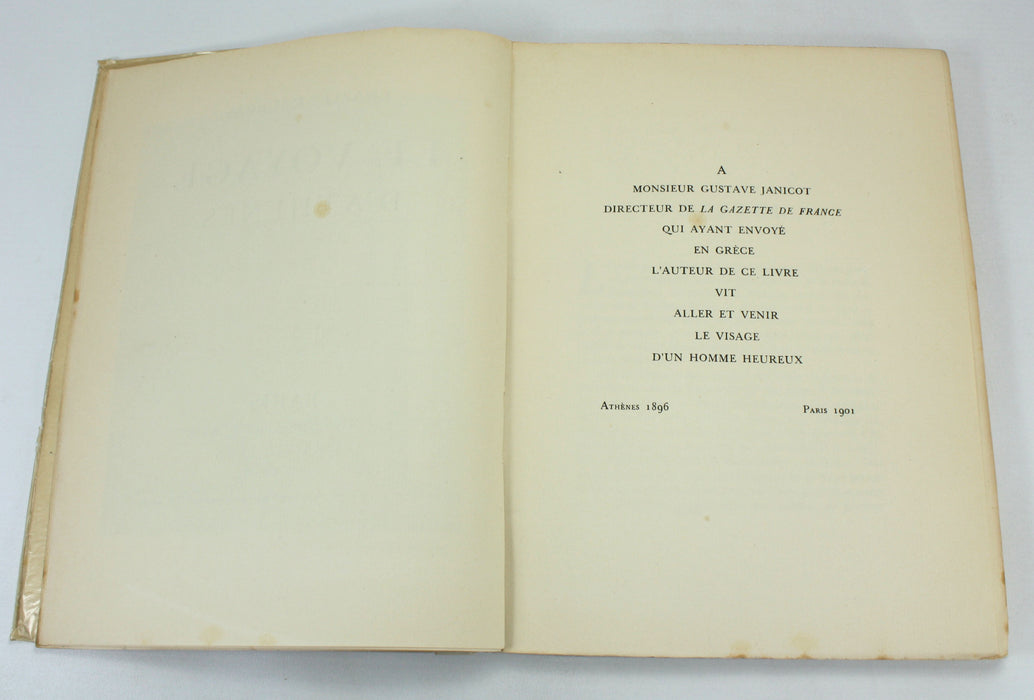 A
MONSIEUR GUSTAVE JANICOT
DIRECTEUR DE LA GAZETTE DE FRANCE
QUI AYANT ENVOYÉ
EN GRÈCE
L'AUTEUR DE CE LIVRE
VIT
ALLER ET VENIR
LE VISAGE
D'UN HOMME HEUREUX
ATHÈNES 1896 PARIS 1901